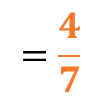 = 4/7